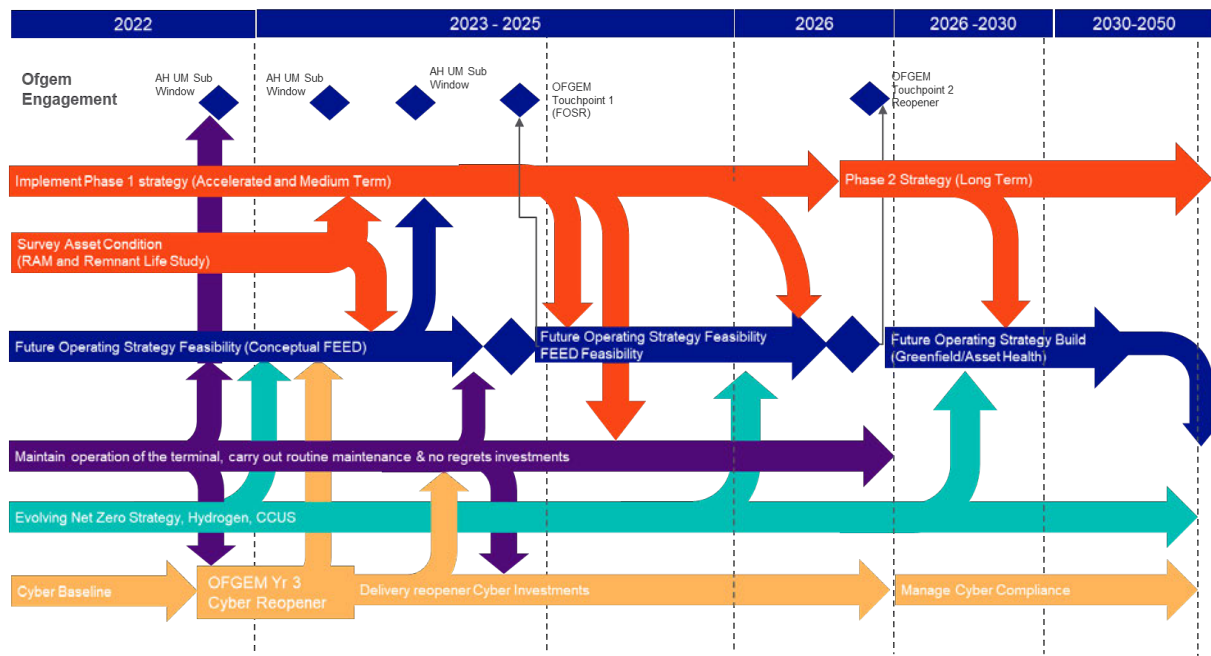 2022
2023 - 2025
2026
2026 -2030
2030-2050
Ofgem
Engagement
AH UM Sub
Window
AH UM Sub
Window
AH UM Sub
Window
OFGEM
Touchpoint 1
(FOSR)
OFGEM
Touchpoint 2
Reopener
Implement Phase 1 strategy (Accelerated and Medium Term)
Phase 2 Strategy (Long Term)
Survey Asset Condition
(RAM and Remnant Life Study)
Future Operating Strategy Feasibility (Conceptual FEED)
Future Operating Strategy Feasibility
FEED Feasibility
Future Operating Strategy Build
(Greenfield/Asset Health)
Maintain operation of the terminal, carry out routine maintenance & no regrets investments
Evolving Net Zero Strategy, Hydrogen, CCUS
Cyber Baseline
OFGEM Yr 3
Cyber Reopener
Delivery reopener Cyber Investments
Manage Cyber Compliance